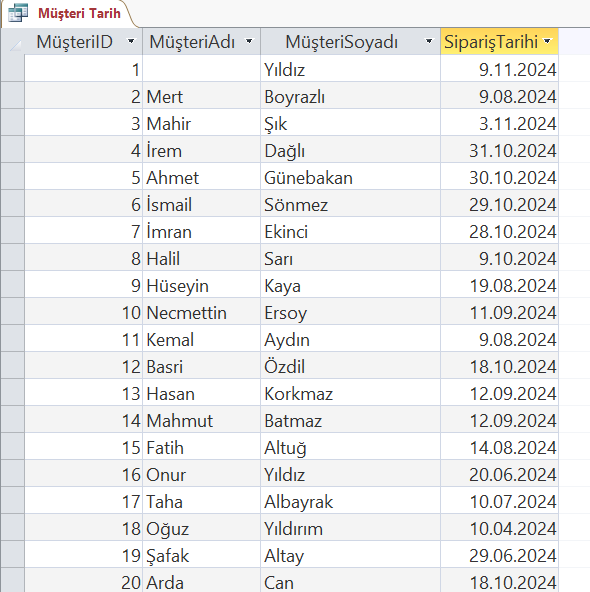 Müşteri Tarih
MüşteriID MüşteriAdı MüşteriSoyadı SiparişTarihi
1 Yıldız 9.11.2024
2 Mert Boyrazlı 9.08.2024
3 Mahir Şık 3.11.2024
4 İrem Dağlı 31.10.2024
5 Ahmet Günebakan 30.10.2024
6 İsmail Sönmez 29.10.2024
7 İmran Ekinci 28.10.2024
8 Halil Sarı 9.10.2024
9 Hüseyin Kaya 19.08.2024
10 Necmettin Ersoy 11.09.2024
11 Kemal Aydın 9.08.2024
12 Basri Özdil 18.10.2024
13 Hasan Korkmaz 12.09.2024
14 Mahmut Batmaz 12.09.2024
15 Fatih Altuğ 14.08.2024
16 Onur Yıldız 20.06.2024
17 Taha Albayrak 10.07.2024
18 Oğuz Yıldırım 10.04.2024
19 Şafak Altay 29.06.2024
20 Arda Can 18.10.2024